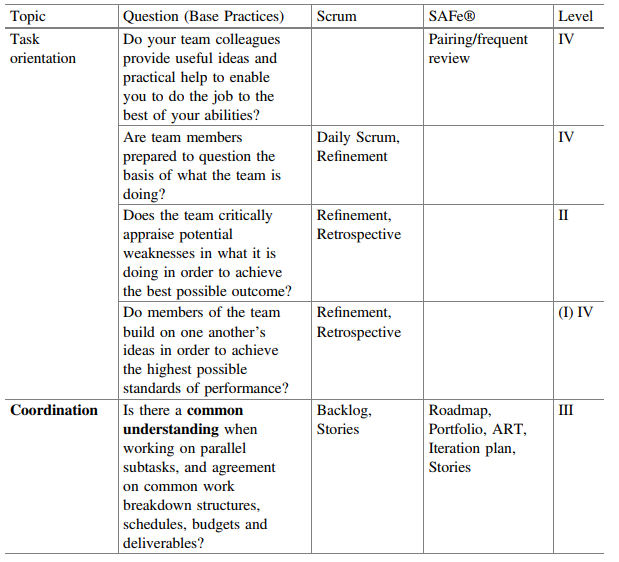 Topic Question (Base Practices) Scrum SAFe® Level
Task orientation
Do your team colleagues
provide useful ideas and
practical help to enable
you to do the job to the
best of your abilities?
Pairing/frequent
review
IV
Are team members
prepared to question the
basis of what the team is
doing?
Daily Scrum,
Refinement
IV
Does the team critically
appraise potential
weaknesses in what it is
doing in order to achieve
the best possible outcome?
Refinement,
Retrospective
II
Do members of the team
build on one another's
ideas in order to achieve
the highest possible
standards of performance?
Refinement,
Retrospective
(I) IV
Coordination
Is there a common
understanding when
working on parallel
subtasks, and agreement
on common work
breakdown structures,
schedules, budgets and
deliverables?
Backlog,
Stories
Roadmap,
Portfolio, ART,
Iteration plan,
Stories
III